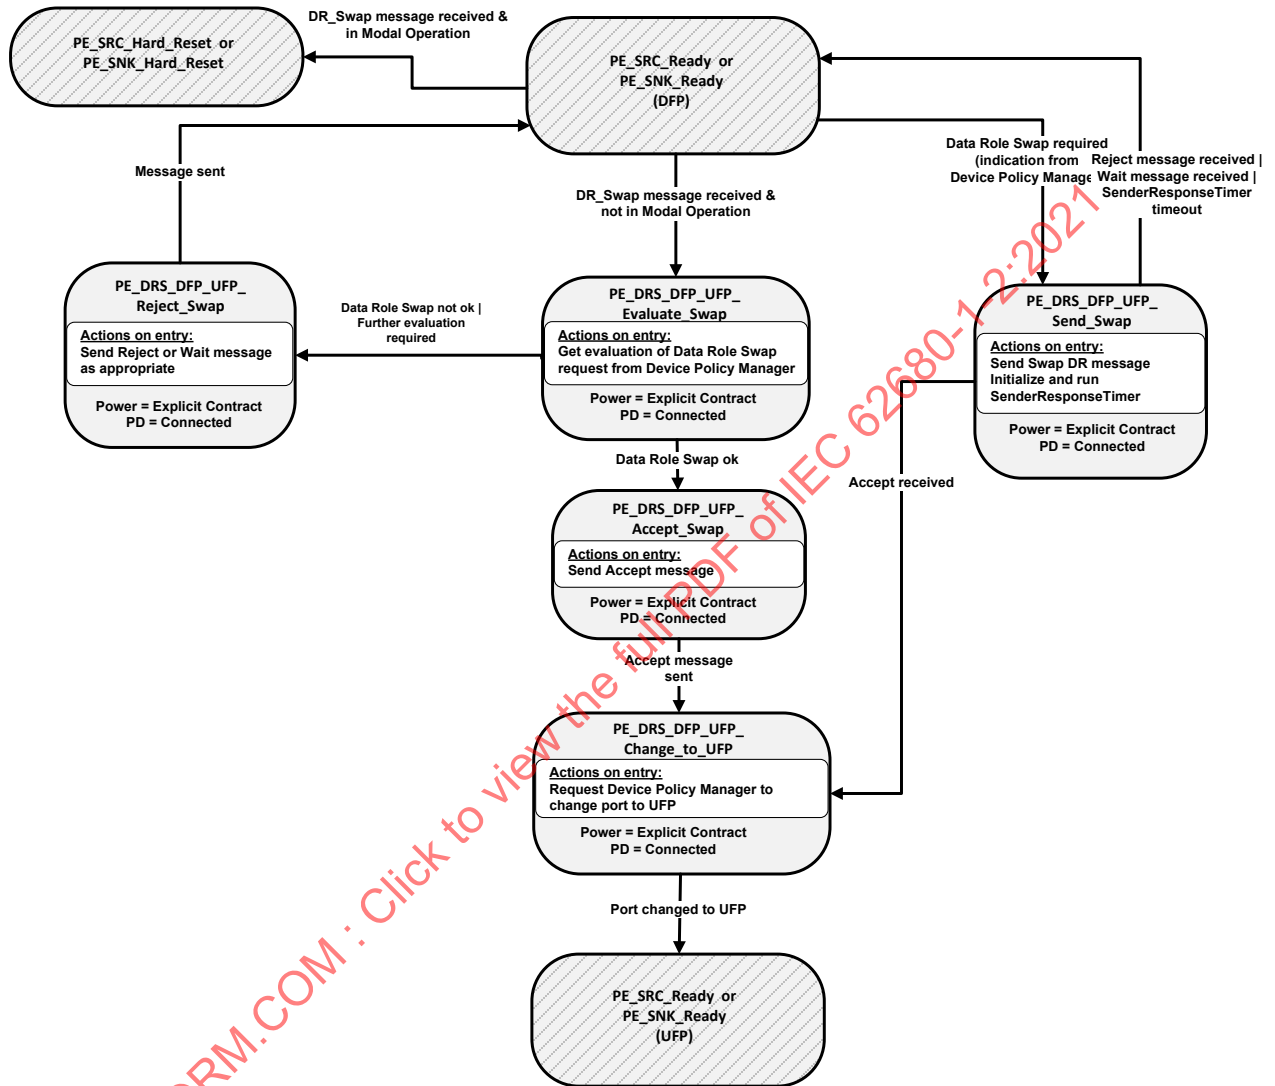 DR_Swap message received &
in Modal Operation
PE_SRC_Hard_Reset or
PE_SNK_Hard_Reset
PE_SRC_Ready or
PE_SNK_Ready
(DFP)
Message sent
DR_Swap message received &
not in Modal Operation
Data Role Swap required
(indication from
Device Policy Manage
Reject message received |
Wait message received |
SenderResponseTimer
timeout
PE_DRS_DFP_UFP_
Reject_Swap
Actions on entry:
Send Reject or Wait message
as appropriate
Power = Explicit Contract
PD = Connected
Data Role Swap not ok |
Further evaluation
required
PE_DRS_DFP_UFP_
Evaluate_Swap
Actions on entry:
Get evaluation of Data Role Swap
request from Device Policy Manager
Power = Explicit Contract
PD = Connected
PE_DRS_DFP_UFP_
Send_Swap
Actions on entry:
Send Swap DR message
Initialize and run
SenderResponseTimer
Power = Explicit Contract
PD = Connected
Data Role Swap ok
Accept received
PE_DRS_DFP_UFP_
Accept_Swap
Actions on entry:
Send Accept message
Power = Explicit Contract
PD = Connected
Accept message
sent
PE_DRS_DFP_UFP_
Change_to_UFP
Actions on entry:
Request Device Policy Manager to
change port to UFP
Power = Explicit Contract
PD = Connected
Port changed to UFP
PE_SRC_Ready or
PE_SNK_Ready
(UFP)
ORM.COM : Click to view the full PDF of IEC 62680-1-2:2021